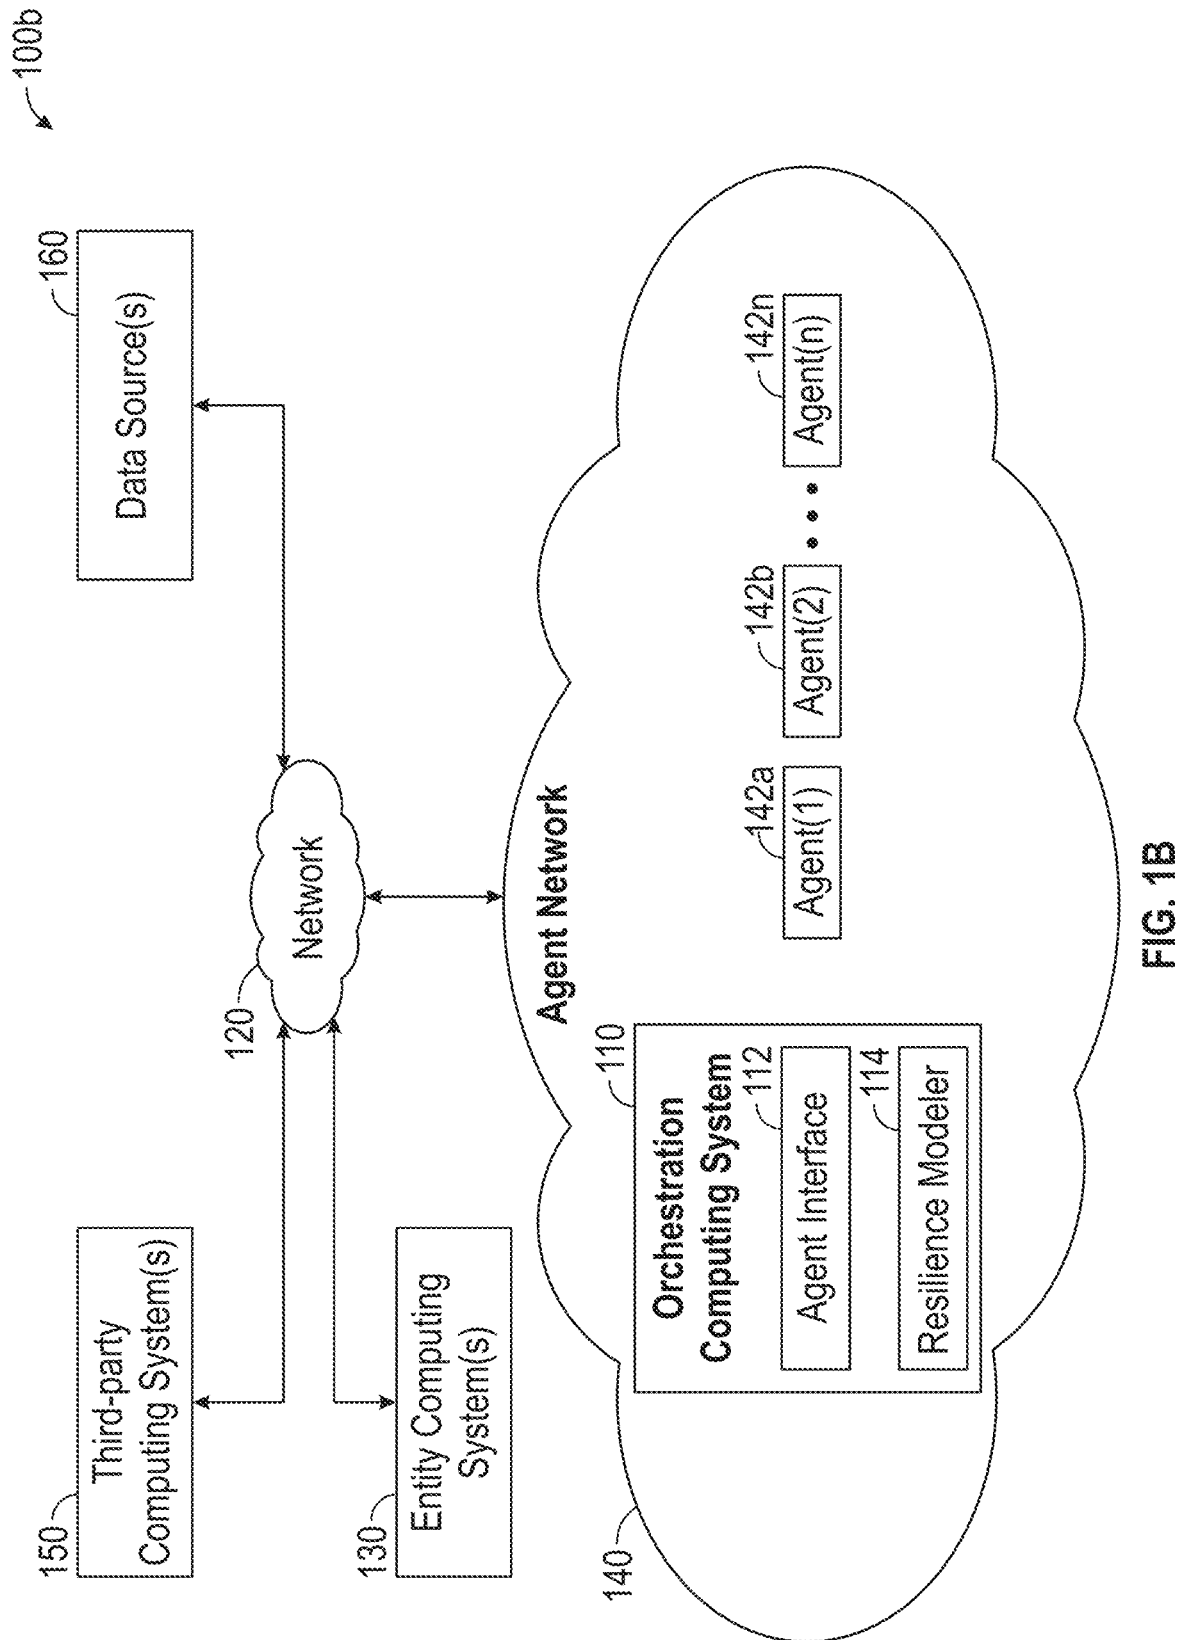 100b
150
Third-party
Computing System(s)
160
Data Source(s)
120
Network
130
Entity Computing
System(s)
Agent Network
140
110
Orchestration
Computing System
112
Agent Interface
114
Resilience Modeler
142a
Agent(1)
142b
Agent(2)
142n
Agent(n)
FIG. 1B